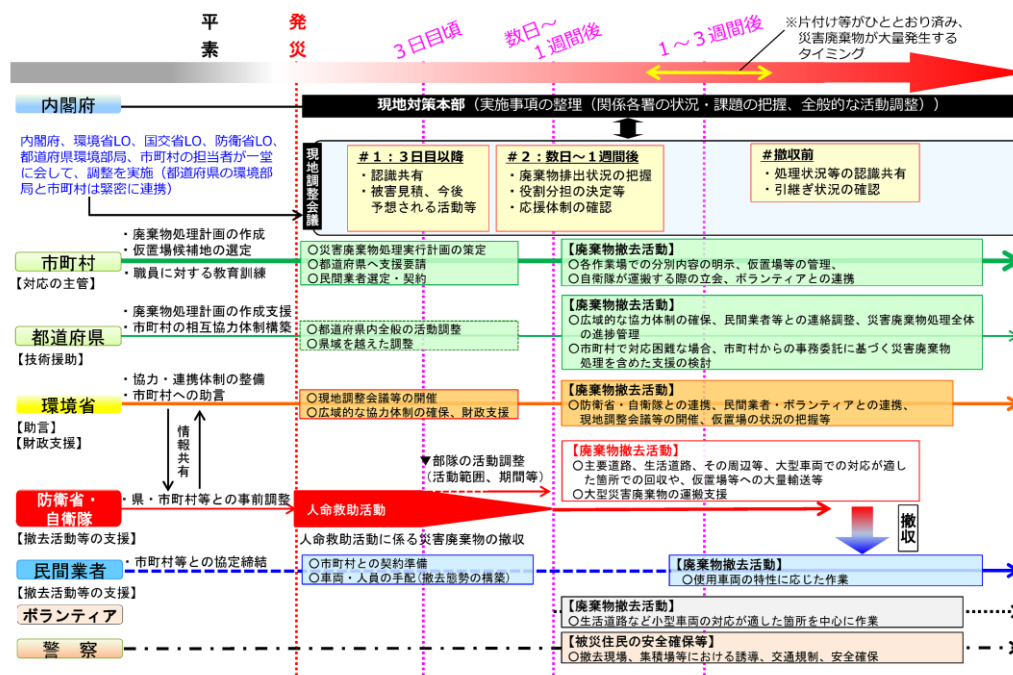 平素
発災
３日目頃
数日～
１週間後
１～３週間後
※片付け等がひととおり済み、
災害廃棄物が大量発生する
タイミング
内閣府
現地対策本部（実施事項の整理（関係各署の状況・課題の把握、全般的な活動調整））
内閣府、環境省LO、国交省LO、防衛省LO、
都道府県環境部局、市町村の担当者が一堂
に会して、調整を実施（都道府県の環境部
局と市町村は緊密に連携）
現地調整会議
＃１：３日目以降
・認識共有
・被害見積、今後
予想される活動等
＃２：数日～１週間後
・廃棄物排出状況の把握
・役割分担の決定等
・応援体制の確認
＃撤収前
・処理状況等の認識共有
・引継ぎ状況の確認
・廃棄物処理計画の作成
・仮置場候補地の選定
・職員に対する教育訓練
市町村
【対応の主管】
〇災害廃棄物処理実行計画の策定
〇都道府県へ支援要請
〇民間業者選定・契約
【廃棄物撤去活動】
〇各作業場での分別内容の明示、仮置場等の管理、
〇自衛隊が運搬する際の立会、ボランティアとの連携
・廃棄物処理計画の作成支援
・市町村の相互協力体制構築
都道府県
【技術援助】
〇都道府県内全般の活動調整
〇県域を越えた調整
【廃棄物撤去活動】
〇広域的な協力体制の確保、民間業者等との連絡調整、災害廃棄物処理全体
の進捗管理
〇市町村で対応困難な場合、市町村からの事務委託に基づく災害廃棄物
処理を含めた支援の検討
・協力・連携体制の整備
・市町村への助言
環境省
【助言】
【財政支援】
〇現地調整会議等の開催
〇広域的な協力体制の確保、財政支援
【廃棄物撤去活動】
〇防衛省・自衛隊との連携、民間業者・ボランティアとの連携、
現地調整会議等の開催、仮置場の状況の把握等
情報共有
▼部隊の活動調整
（活動範囲、期間等）
【廃棄物撤去活動】
〇主要道路、生活道路、その周辺等、大型車両での対応が適し
た箇所での回収や、仮置場等への大量輸送等
〇大型災害廃棄物の運搬支援
防衛省・
自衛隊
【撤去活動等の支援】
・県・市町村等との事前調整
人命救助活動
人命救助活動に係る災害廃棄物の撤収
撤収
民間業者
【撤去活動等の支援】
・市町村等との協定締結
〇市町村との契約準備
〇車両・人員の手配（撤去態勢の構築）
【廃棄物撤去活動】
〇使用車両の特性に応じた作業
ボランティア
【廃棄物撤去活動】
〇生活道路など小型車両の対応が適した箇所を中心に作業
警　察
【被災住民の安全確保等】
〇撤去現場、集積場等における誘導、交通規制、安全確保